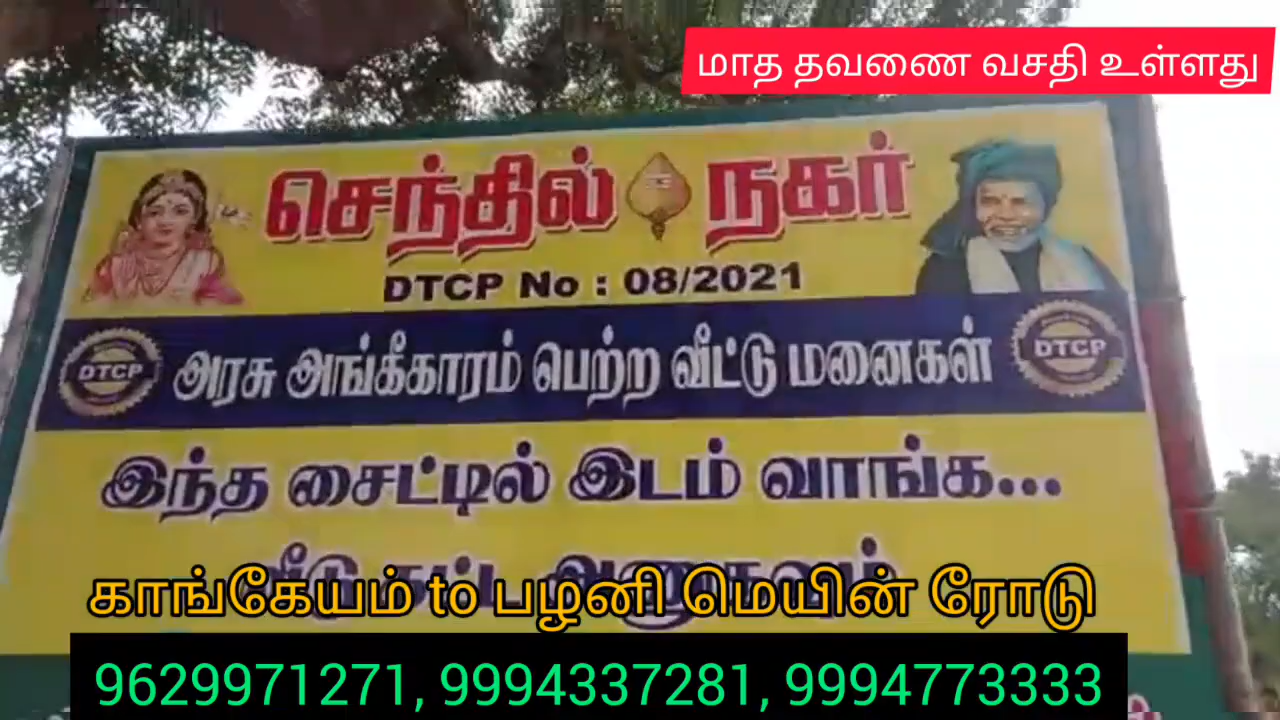 மாத தவணை வசதி உள்ளது
செந்தில் நகர்
DTCP No : 08/2021
DTCP அரசு அங்கீகாரம் பெற்ற வீட்டு மனைகள் DTCP
இந்த சைட்டில் இடம் வாங்க...
காங்கேயம் to பழனி மெயின் ரோடு
9629971271, 9994337281, 9994773333